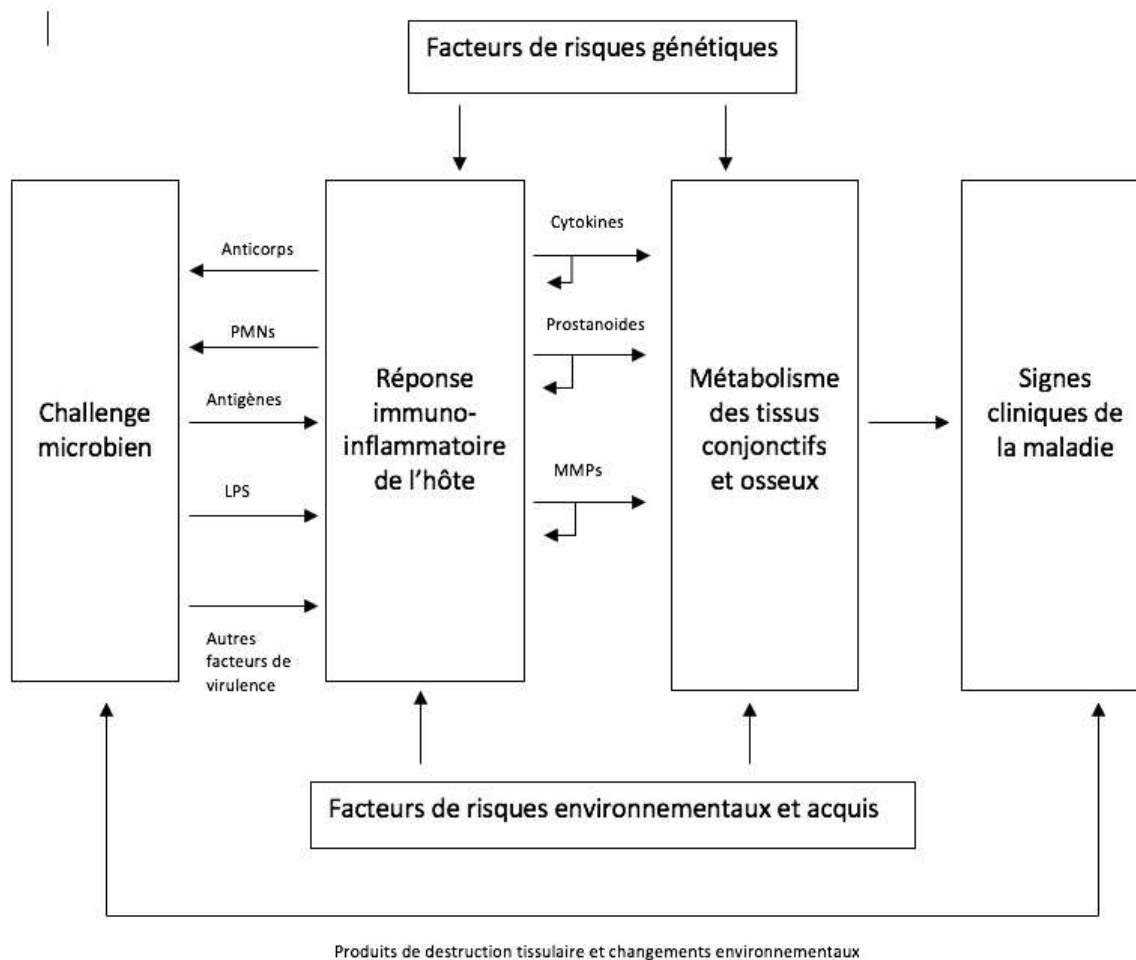 Facteurs de risques génétiques
Challenge
microbien
Anticorps
PMNs
Antigènes
LPS
Autres
facteurs de
virulence
Réponse
immuno-
inflammatoire
de l'hôte
Cytokines
Prostanoides
MMPs
Métabolisme
des tissus
conjonctifs
et osseux
Signes
cliniques de
la maladie
Facteurs de risques environnementaux et acquis
Produits de destruction tissulaire et changements environnementaux